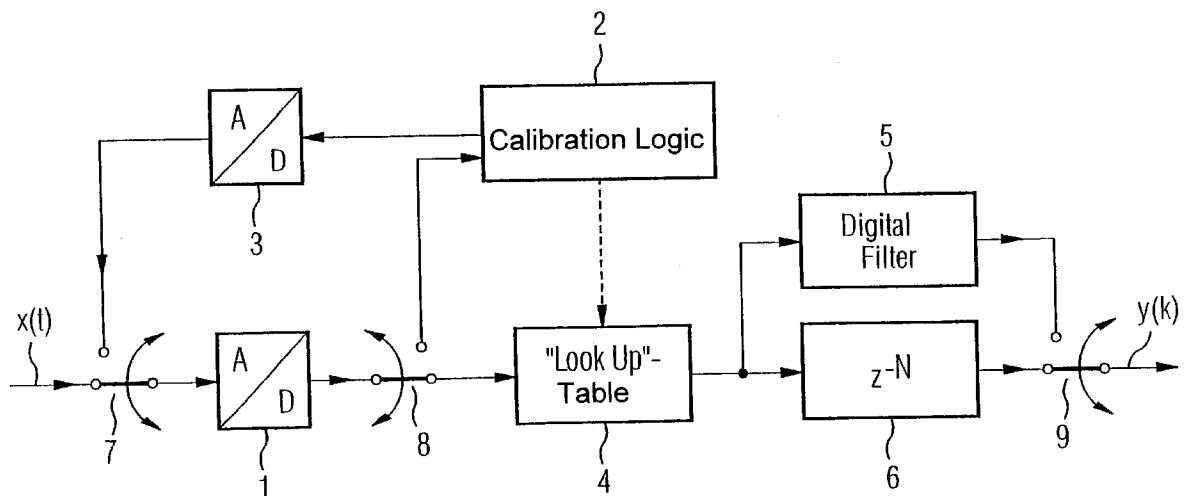 2
A
D
3
Calibration Logic
5
Digital
Filter
x(t)
7
A
D
1
8
"Look Up"-
Table
4
z-N
6
y(k)
9